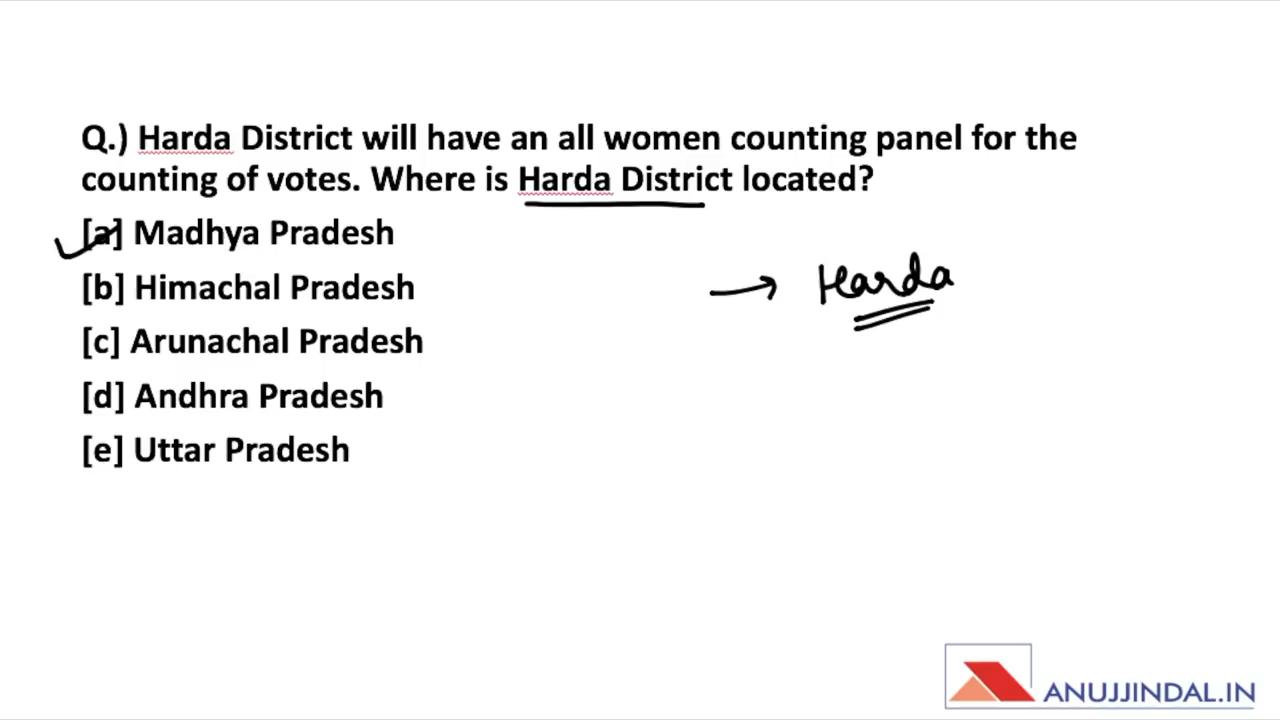 Q.) Harda District will have an all women counting panel for the
counting of votes. Where is Harda District located?
[a] Madhya Pradesh
[b] Himachal Pradesh
→ Harda
[c] Arunachal Pradesh
[d] Andhra Pradesh
[e] Uttar Pradesh
ANUJJINDAL.IN